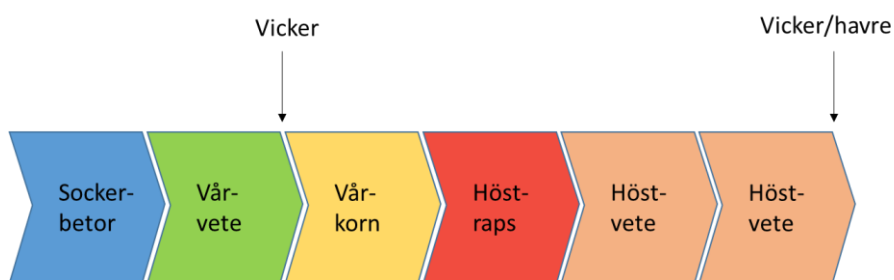 Vicker
Vicker/havre
Socker-
betor
Vår-
vete
Vår-
korn
Höst-
raps
Höst-
vete
Höst-
vete